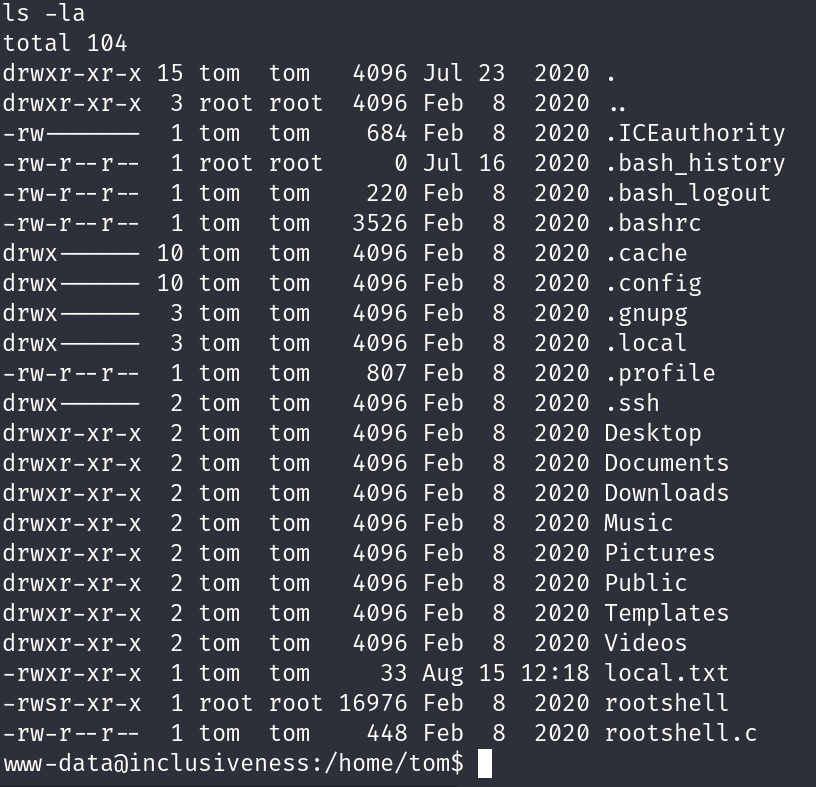 ls -la
total 104
drwxr-xr-x 15 tom  tom   4096 Jul 23  2020 .
drwxr-xr-x  3 root root  4096 Feb  8  2020 ..
-rw-------  1 tom  tom    684 Feb  8  2020 .ICEauthority
-rw-r--r--  1 root root     0 Jul 16  2020 .bash_history
-rw-r--r--  1 tom  tom    220 Feb  8  2020 .bash_logout
-rw-r--r--  1 tom  tom   3526 Feb  8  2020 .bashrc
drwx------ 10 tom  tom   4096 Feb  8  2020 .cache
drwx------ 10 tom  tom   4096 Feb  8  2020 .config
drwx------  3 tom  tom   4096 Feb  8  2020 .gnupg
drwx------  3 tom  tom   4096 Feb  8  2020 .local
-rw-r--r--  1 tom  tom    807 Feb  8  2020 .profile
drwx------  2 tom  tom   4096 Feb  8  2020 .ssh
drwxr-xr-x  2 tom  tom   4096 Feb  8  2020 Desktop
drwxr-xr-x  2 tom  tom   4096 Feb  8  2020 Documents
drwxr-xr-x  2 tom  tom   4096 Feb  8  2020 Downloads
drwxr-xr-x  2 tom  tom   4096 Feb  8  2020 Music
drwxr-xr-x  2 tom  tom   4096 Feb  8  2020 Pictures
drwxr-xr-x  2 tom  tom   4096 Feb  8  2020 Public
drwxr-xr-x  2 tom  tom   4096 Feb  8  2020 Templates
drwxr-xr-x  2 tom  tom   4096 Feb  8  2020 Videos
-rwxr-xr-x  1 tom  tom     33 Aug 15 12:18 local.txt
-rwsr-xr-x  1 root root 16976 Feb  8  2020 rootshell
-rw-r--r--  1 tom  tom    448 Feb  8  2020 rootshell.c
www-data@inclusiveness:/home/tom$